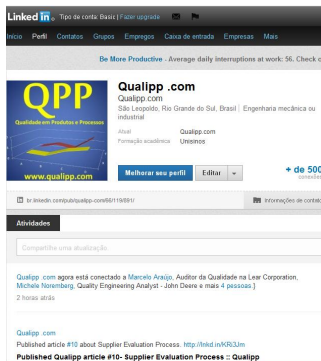 Linked in Tipo de conta: Basic | Fazer upgrade
Início Perfil Contatos Grupos Empregos Caixa de entrada Empresas Mais
Be More Productive - Average daily interruptions at work: 56. Check
QPP
Qualidade em Produtos e Processos
www.qualipp.com
Qualipp .com
Qualipp.com
São Leopoldo, Rio Grande do Sul, Brasil | Engenharia mecânica ou
industrial
Atual Qualipp.com
Formação acadêmica Unisinos
Melhorar seu perfil Editar
+ de 500
conexões
br.linkedin.com/pub/qualipp-com/66/119/891/ Informações de contato
Atividades
Compartilhe uma atualização.
Qualipp .com agora está conectado a Marcelo Araújo, Auditor da Qualidade na Lear Corporation,
Michele Noremberg, Quality Engineering Analyst - John Deere e mais 4 pessoas.]
2 horas atrás
Qualipp .com
Published article #10 about Supplier Evaluation Process. http://lnkd.in/KRi3Jm
Published Qualipp article #10- Supplier Evaluation Process :: Qualipp